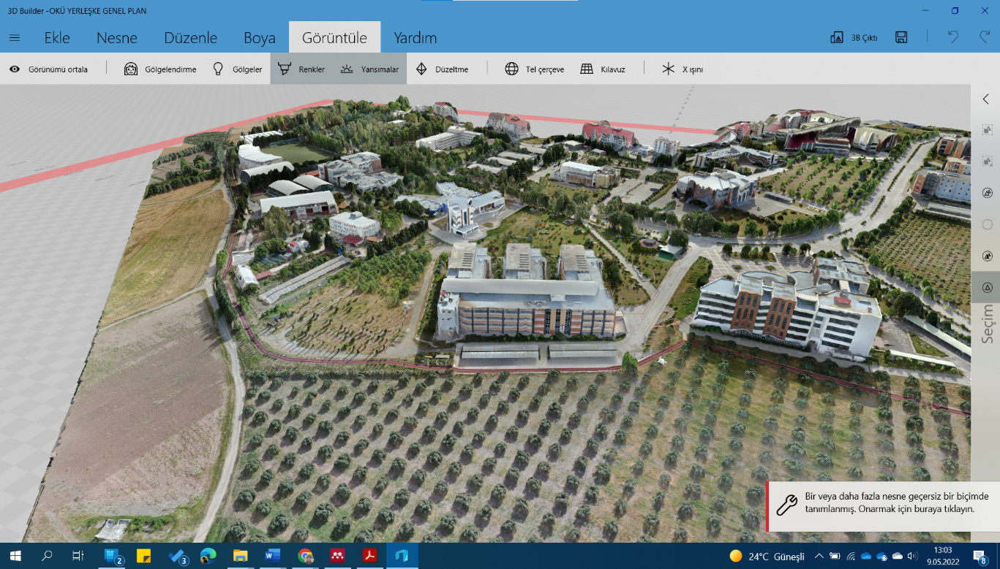 3D Builder -OKÜ YERLEŞKE GENEL PLAN
Ekle Nesne Düzenle Boya Görüntüle Yardım 3B Çıktı
Görünümü ortala Gölgelendirme Gölgeler Renkler Yansımalar Düzeltme Tel çerçeve Kılavuz X ışını
Seçim
Bir veya daha fazla nesne geçersiz bir biçimde
tanımlanmış. Onarmak için buraya tıklayın.
2 3 W 24°C Güneşli 13:03
9.05.2022 8